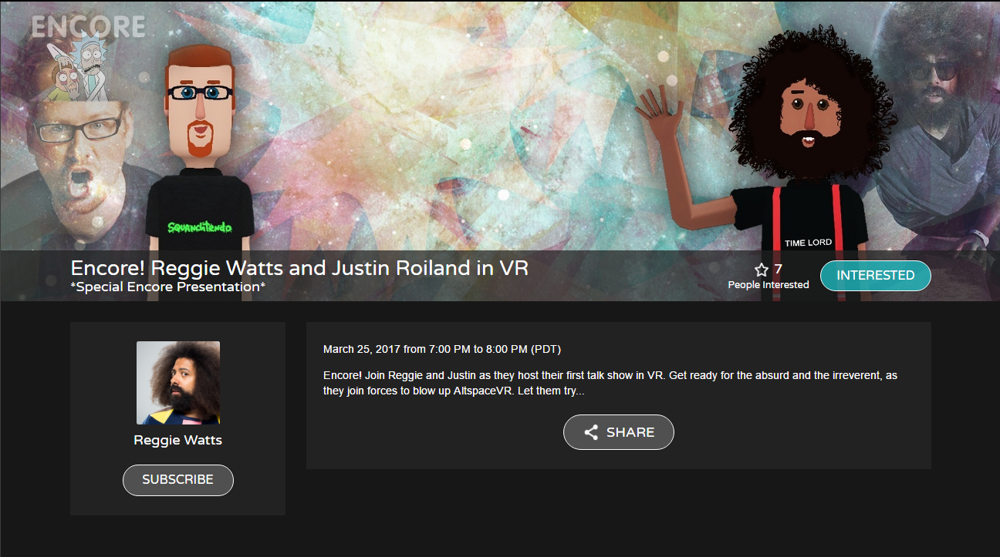 ENCORE
SQUANCHTENDO
TIME LORD
Encore! Reggie Watts and Justin Roiland in VR
*Special Encore Presentation*
7
People Interested
INTERESTED
Reggie Watts
SUBSCRIBE
March 25, 2017 from 7:00 PM to 8:00 PM (PDT)
Encore! Join Reggie and Justin as they host their first talk show in VR. Get ready for the absurd and the irreverent, as
they join forces to blow up AltspaceVR. Let them try...
SHARE